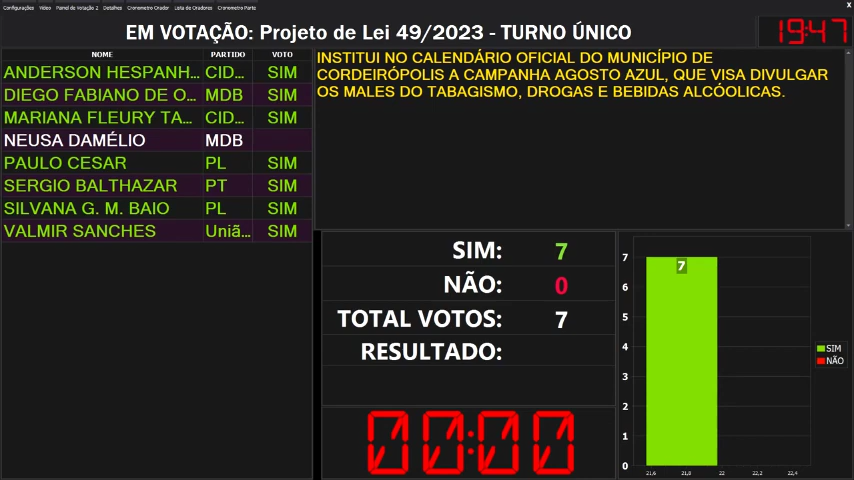 Configurações Vídeo Painel de Votação 2 Detalhes Cronometro Orador Lista de Oradores Cronometro Parte X
EM VOTAÇÃO: Projeto de Lei 49/2023 - TURNO ÚNICO
19:47
NOME PARTIDO VOTO
ANDERSON HESPANH... CID... SIM
DIEGO FABIANO DE O... MDB SIM
MARIANA FLEURY TA... CID... SIM
NEUSA DAMÉLIO MDB
PAULO CESAR PL SIM
SERGIO BALTHAZAR PT SIM
SILVANA G. M. BAIO PL SIM
VALMIR SANCHES Uniã... SIM
INSTITUI NO CALENDÁRIO OFICIAL DO MUNICÍPIO DE
CORDEIRÓPOLIS A CAMPANHA AGOSTO AZUL, QUE VISA DIVULGAR
OS MALES DO TABAGISMO, DROGAS E BEBIDAS ALCÓOLICAS.
SIM: 7
NÃO: 0
TOTAL VOTOS: 7
RESULTADO:
00:00
7
6
5
4
3
2
1
0
7
21,6 21,8 22 22,2 22,4
SIM
NÃO